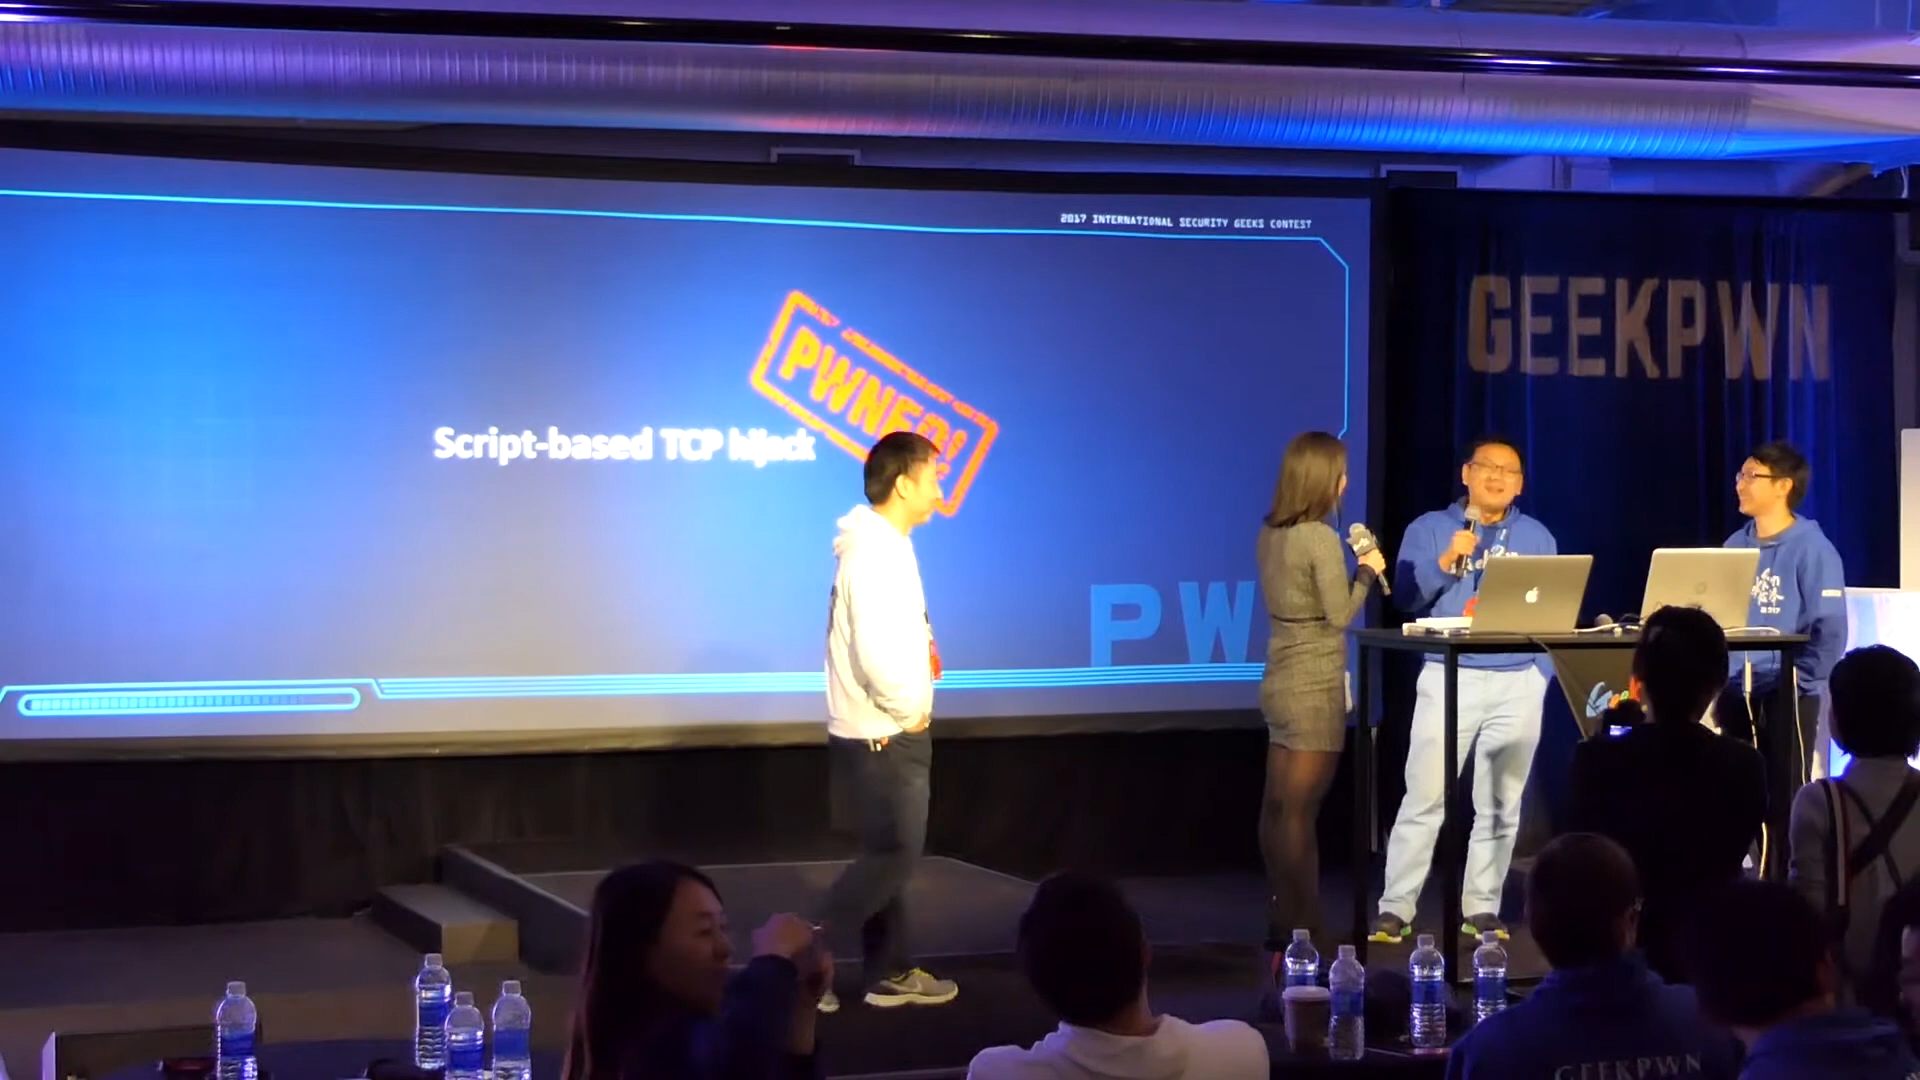 2017 INTERNATIONAL SECURITY GEEKS CONTEST
GEEKPWN
PWNED!
Script-based TCP hijack
PW
GEEKPWN